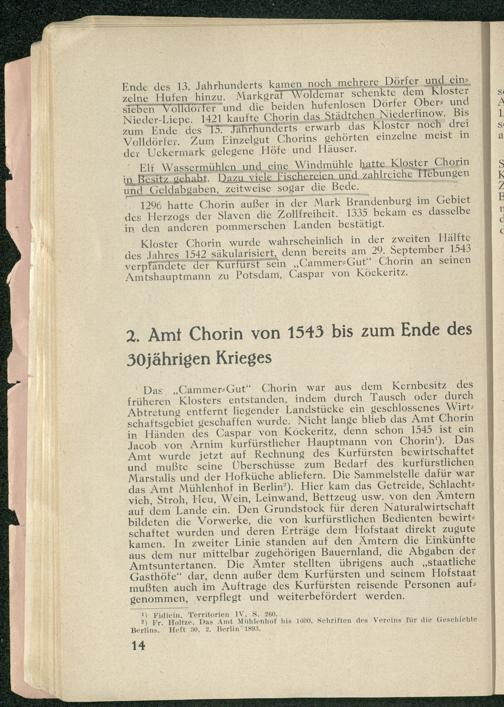 Ende des 13. Jahrhunderts kamen noch mehrere Dörfer und ein⸗
zelne Hufen hinzu. Markgraf Woldemar schenkte dem Kloster
sieben Volldörfer und die beiden hufenlosen Dörfer Ober⸗ und
Nieder-Liepe. 1421 kaufte Chorin das Städtchen Niederfinow. Bis
zum Ende des 15. Jahrhunderts erwarb das Kloster noch drei
Volldörfer. Zum Einzelgut Chorins gehörten einzelne meist in
der Uckermark gelegene Höfe und Häuser.
Elf Wassermühlen und eine Windmühle hatte Kloster Chorin
in Besitz gehabt. Dazu viele Fischereien und zahlreiche Hebungen
und Geldabgaben, zeitweise sogar die Bede.
1296 hatte Chorin außer in der Mark Brandenburg im Gebiet
des Herzogs der Slaven die Zollfreiheit. 1335 bekam es dasselbe
in den anderen pommerschen Landen bestätigt.
Kloster Chorin wurde wahrscheinlich in der zweiten Hälfte
des Jahres 1542 säkularisiert, denn bereits am 29. September 1543
verpfändete der Kurfürst sein „Cammer⸗Gut“ Chorin an seinen
Amtshauptmann zu Potsdam, Caspar von Köckeritz.
2. Amt Chorin von 1543 bis zum Ende des
30jährigen Krieges
Das „Cammer⸗Gut“ Chorin war aus dem Kernbesitz des
früheren Klosters entstanden, indem durch Tausch oder durch
Abtretung entfernt liegender Landstücke ein geschlossenes Wirt⸗
schaftsgebiet geschaffen wurde. Nicht lange blieb das Amt Chorin
in Händen des Caspar von Köckeritz, denn schon 1545 ist ein
Jacob von Arnim kurfürstlicher Hauptmann von Chorin¹). Das
Amt wurde jetzt auf Rechnung des Kurfürsten bewirtschaftet
und mußte seine Überschüsse zum Bedarf des kurfürstlichen
Marstalls und der Hofküche abliefern. Die Sammelstelle dafür war
das Amt Mühlenhof in Berlin²). Hier kam das Getreide, Schlacht⸗
vich, Stroh, Heu, Wein, Leinwand, Bettzeug usw. von den Ämtern
auf dem Lande ein. Den Grundstock für deren Naturalwirtschaft
bildeten die Vorwerke, die von kurfürstlichen Bedienten bewirt⸗
schaftet wurden und deren Erträge dem Hofstaat direkt zugute
kamen. In zweiter Linie standen auf den Ämtern die Einkünfte
aus dem nur mittelbar zugehörigen Bauernland, die Abgaben der
Amtsuntertanen. Die Ämter stellten übrigens auch „staatliche
Gasthöfe“ dar, denn außer dem Kurfürsten und seinem Hofstaat
mußten auch im Auftrage des Kurfürsten reisende Personen auf⸗
genommen, verpflegt und weiterbefördert werden.
¹) Fidicin, Territorien IV, S. 260.
²) Fr. Holtze, Das Amt Mühlenhof bis 1600, Schriften des Vereins für die Geschichte
Berlins. Heft 30, 2. Berlin 1893.
14